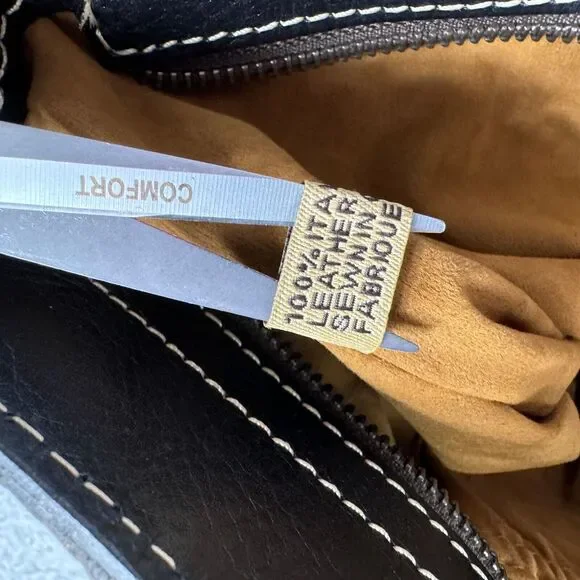 COMFORT
100% ITA
LEATHER
SEWN IN
FABRIQUE